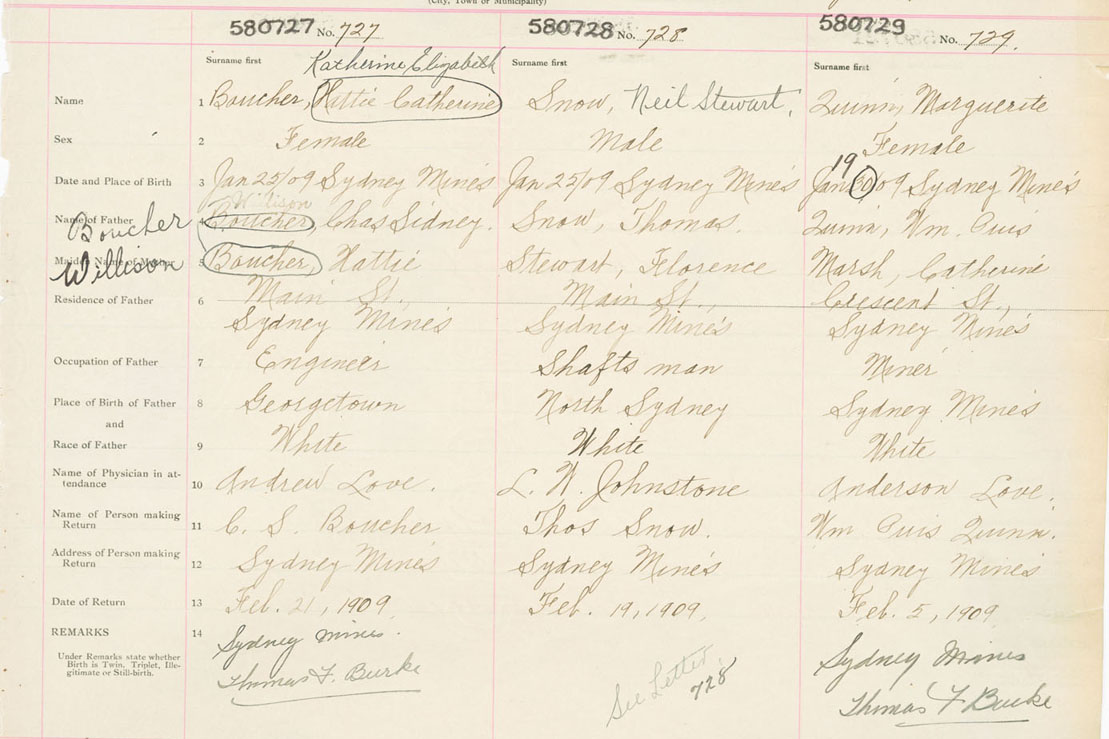 (City, Town or Municipality)
580727 No. 727 580728 No. 728 580729 No. 729.
Surname first Katherine Elizabeth Surname first Surname first
Name 1 Boucher, Hattie Catherine Snow, Neil Stewart. Quinn, Marguerite
Sex 2 Female Male Female
19
Date and Place of Birth 3 Jan 25/09 Sydney Mines Jan 25/09 Sydney Mines Jan 30/09 Sydney Mines
Willison
Name of Father 4 Boucher, Chas Sidney. Snow, Thomas. Quinn, Wm. Pius
Boucher
Maiden Name of Mother 5 Boucher, Hattie Stewart, Florence Marsh, Catherine
Willison
Residence of Father 6 Main St., Main St., Crescent St.,
Sydney Mines Sydney Mines Sydney Mines
Occupation of Father 7 Engineer Shafts man Miner
Place of Birth of Father 8 Georgetown North Sydney Sydney Mines
and
Race of Father 9 White White White
Name of Physician in at-
tendance 10 Andrew Love. L. W. Johnstone Anderson Love.
Name of Person making
Return 11 C. S. Boucher Thos Snow. Wm Pius Quinn.
Address of Person making
Return 12 Sydney Mines Sydney Mines Sydney Mines
Date of Return 13 Feb. 21, 1909. Feb. 19, 1909. Feb. 5, 1909.
REMARKS 14 Sydney Mines. Sydney Mines
Under Remarks state whether
Birth is Twin, Triplet, Ille-
gitimate or Still-birth.
Thomas F. Burke See Letter 728 Thomas F Burke